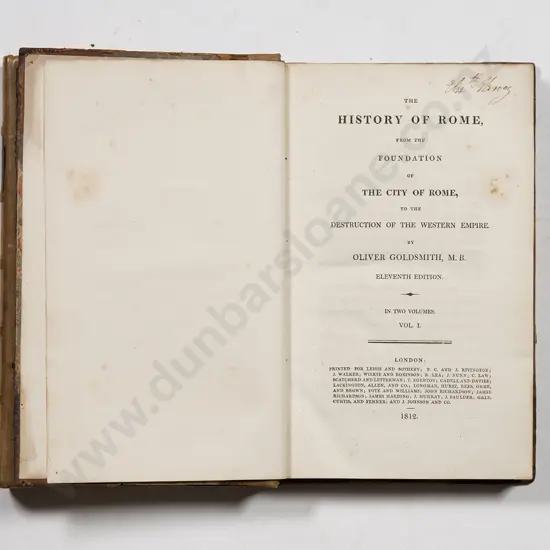 THE
HISTORY OF ROME,
FROM THE
FOUNDATION
OF
THE CITY OF ROME,
TO THE
DESTRUCTION OF THE WESTERN EMPIRE.
BY
OLIVER GOLDSMITH, M. B.
ELEVENTH EDITION.
IN TWO VOLUMES.
VOL. I.
LONDON:
PRINTED FOR LEIGH AND SOTHEBY; F. C. AND J. RIVINGTON;
J. WALKER; WILKIE AND ROBINSON; R. LEA; J. NUNN; C. LAW;
SCATCHERD AND LETTERMAN; T. EGERTON; CADELL AND DAVIES;
LACKINGTON, ALLEN, AND CO.; LONGMAN, HURST, REES, ORME,
AND BROWN; POTE AND WILLIAMS; JOHN RICHARDSON; JAMES
RICHARDSON; JAMES HARDING; J. MURRAY; J. FAULDER; GALE,
CURTIS, AND FENNER; AND J. JOHNSON AND CO.
1812.
www.dunbarsloane.co.nz